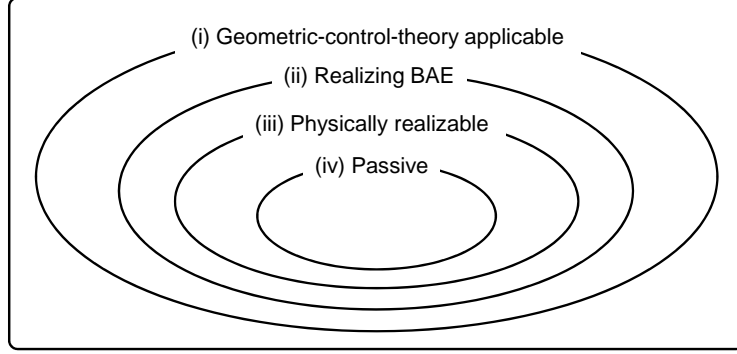 (i) Geometric-control-theory applicable
(ii) Realizing BAE
(iii) Physically realizable
(iv) Passive